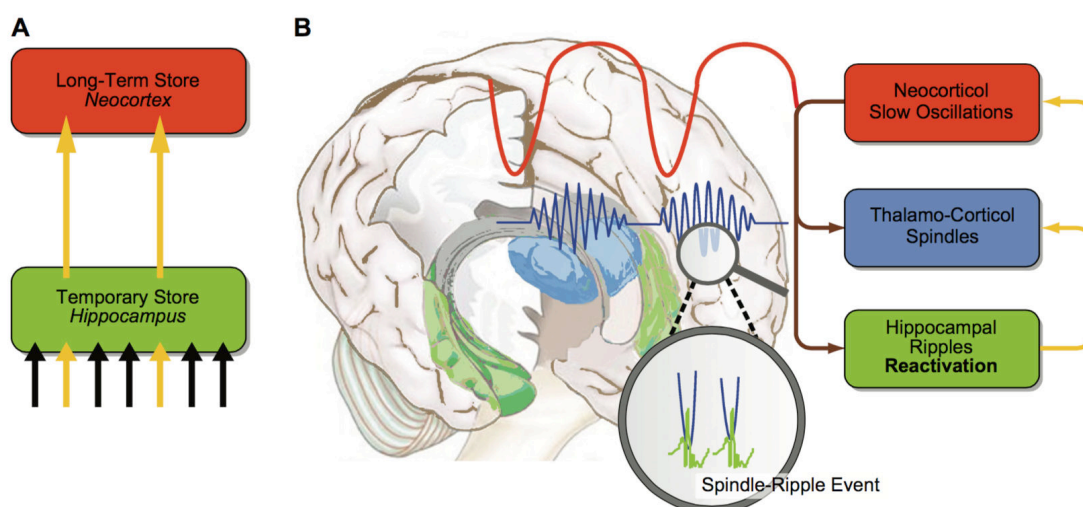 A
Long-Term Store
Neocortex
Temporary Store
Hippocampus
B
Neocorticol
Slow Oscillations
Thalamo-Corticol
Spindles
Hippocampal
Ripples
Reactivation
Spindle-Ripple Event